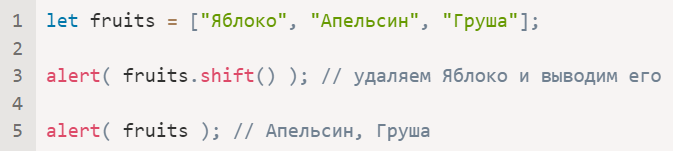 1 let fruits = ["Яблоко", "Апельсин", "Груша"];
2
3 alert( fruits.shift() ); // удаляем Яблоко и выводим его
4
5 alert( fruits ); // Апельсин, Груша